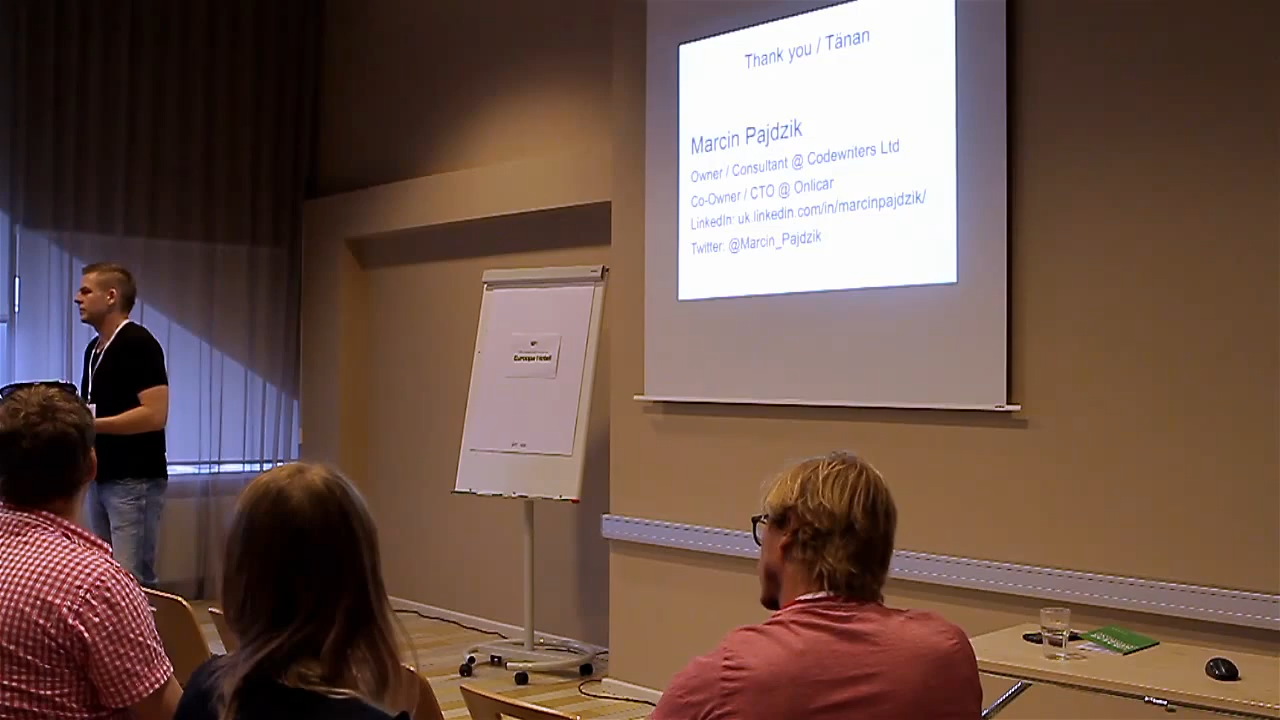 Thank you / Tänan
Marcin Pajdzik
Owner / Consultant @ Codewriters Ltd
Co-Owner / CTO @ Onlicar
LinkedIn: uk.linkedin.com/in/marcinpajdzik/
Twitter: @Marcin_Pajdzik
Europa Hotel